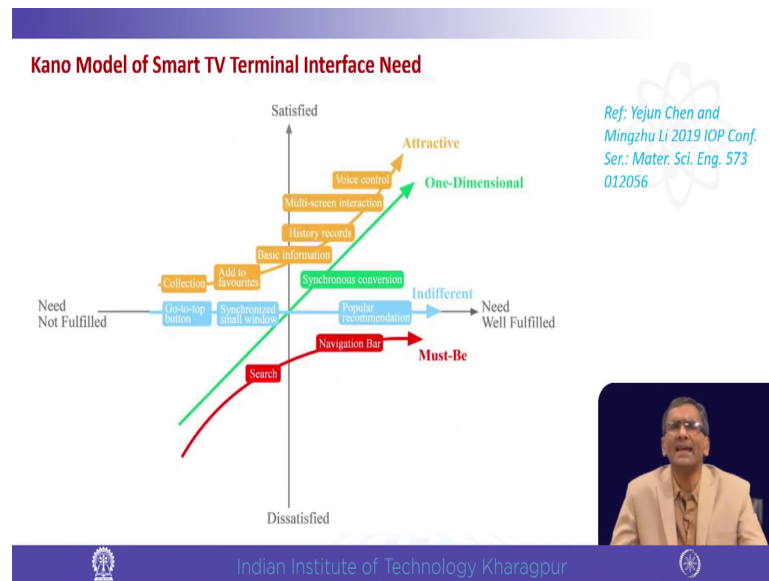 Kano Model of Smart TV Terminal Interface Need
Ref: Yejun Chen and
Mingzhu Li 2019 IOP Conf.
Ser.: Mater. Sci. Eng. 573
012056
Satisfied
Attractive
Voice control
One-Dimensional
Multi-screen interaction
History records
Basic information
Add to
favourites
Collection
Synchronous conversion
Indifferent
Need
Not Fulfilled
Go-to-top
button
Synchronized
small window
Popular
recommendation
Need
Well Fulfilled
Navigation Bar
Must-Be
Search
Dissatisfied
Indian Institute of Technology Kharagpur